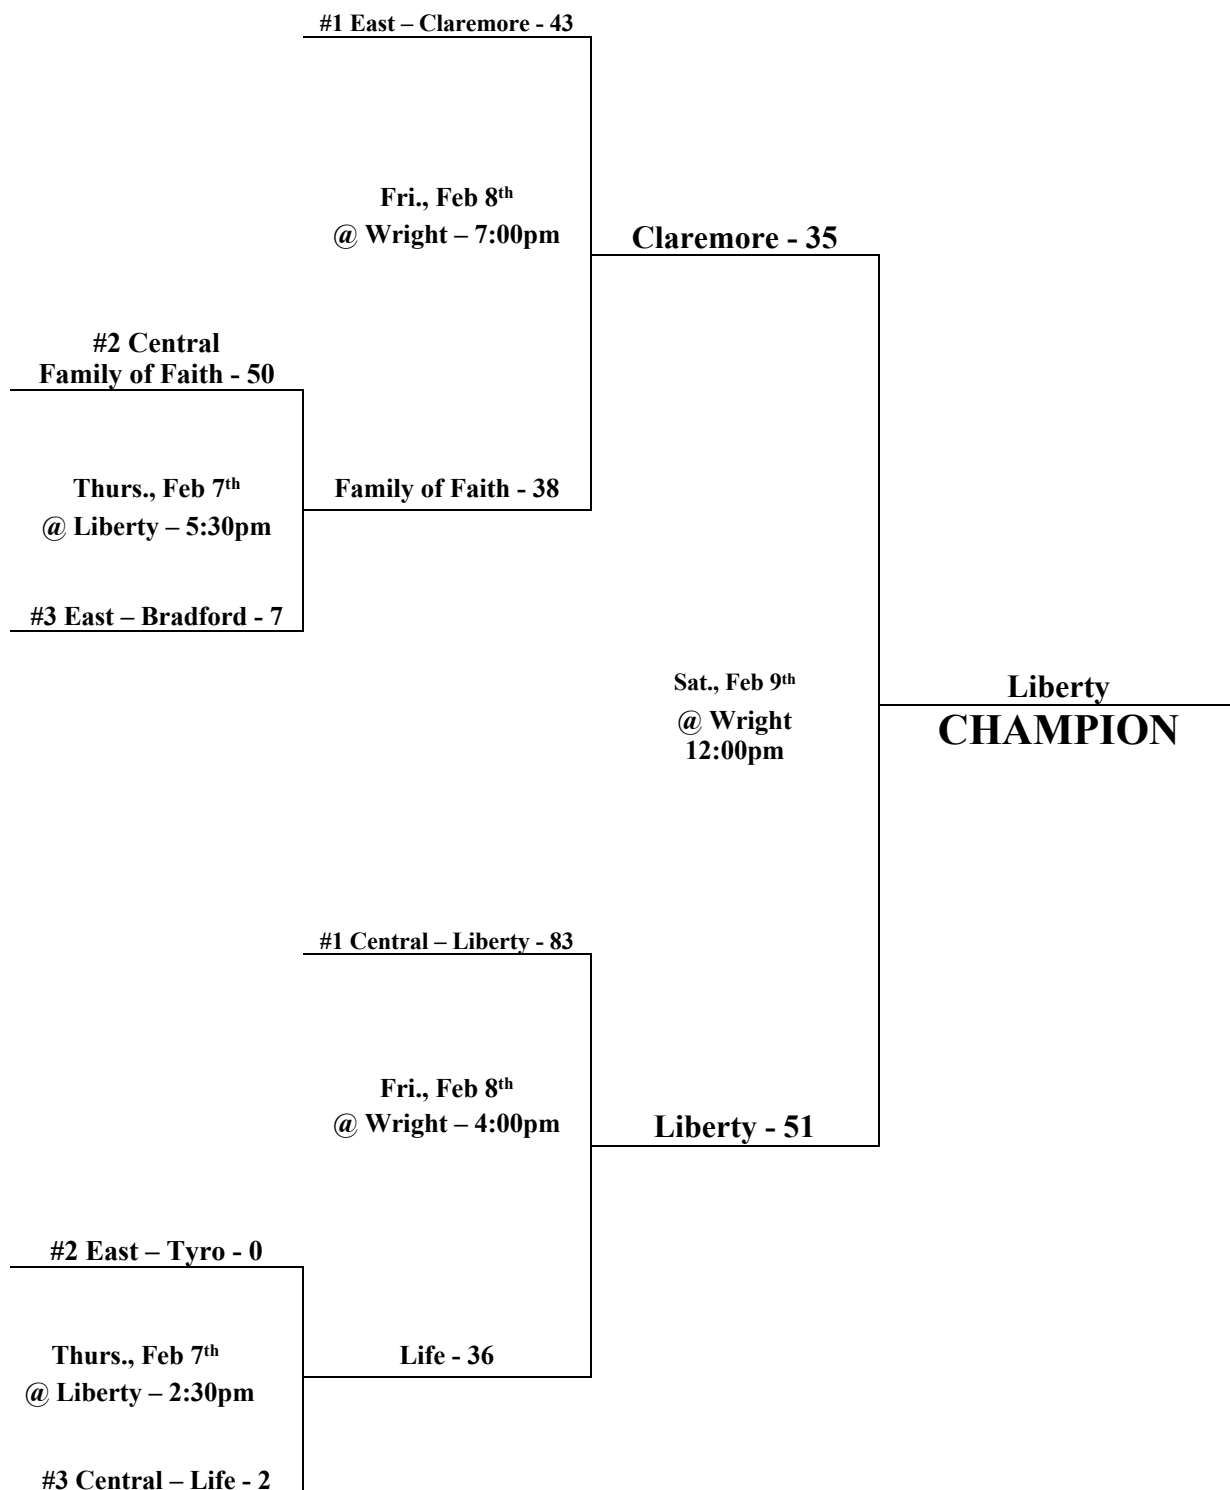 #1 East – Claremore - 43
Fri., Feb 8th
@ Wright – 7:00pm
Claremore - 35
#2 Central
Family of Faith - 50
Thurs., Feb 7th
@ Liberty – 5:30pm
Family of Faith - 38
#3 East – Bradford - 7
Sat., Feb 9th
@ Wright
12:00pm
Liberty
CHAMPION
#1 Central – Liberty - 83
Fri., Feb 8th
@ Wright – 4:00pm
Liberty - 51
#2 East – Tyro - 0
Thurs., Feb 7th
@ Liberty – 2:30pm
Life - 36
#3 Central – Life - 2